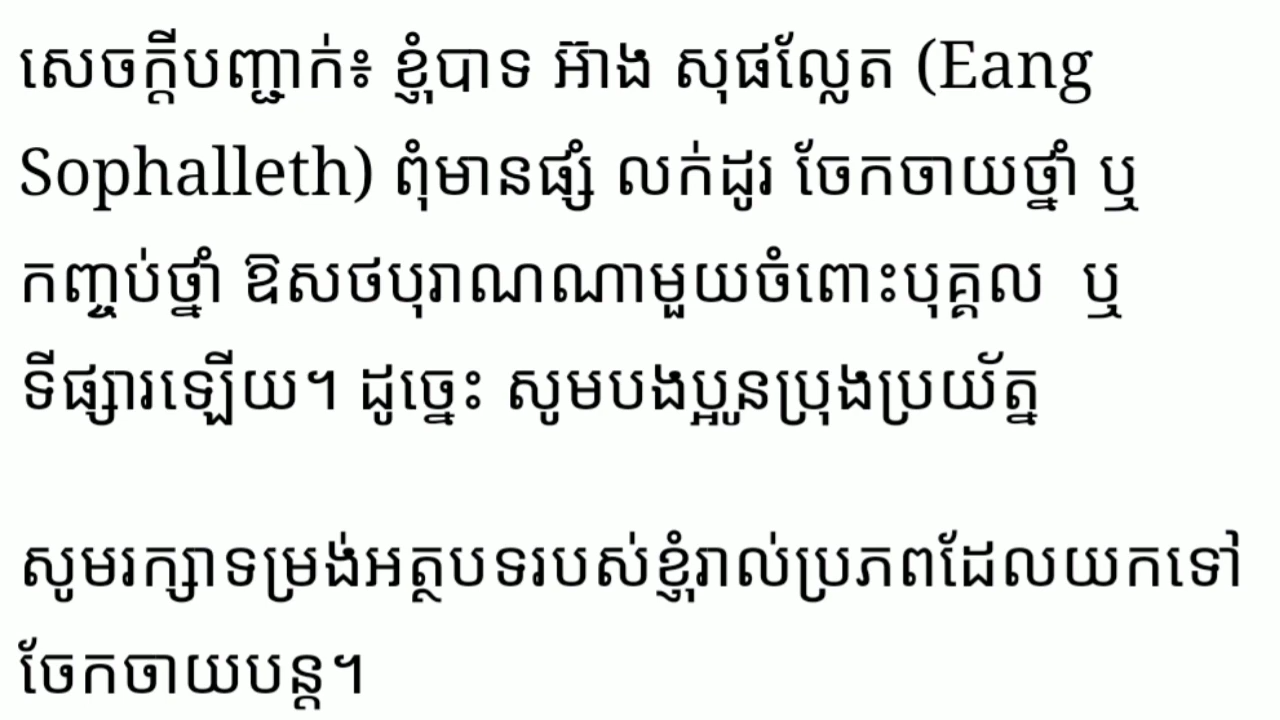 សេចក្តីបញ្ជាក់៖ ខ្ញុំបាទ អ៊ាង សុផល្លែត (Eang
Sophalleth) ពុំមានផ្សំ លក់ដូរ ចែកចាយថ្នាំ ឬ
កញ្ចប់ថ្នាំ ឱសថបុរាណណាមួយចំពោះបុគ្គល ឬ
ទីផ្សារឡើយ។ ដូច្នេះ សូមបងប្អូនប្រុងប្រយ័ត្ន
សូមរក្សាទម្រង់អត្ថបទរបស់ខ្ញុំរាល់ប្រភពដែលយកទៅ
ចែកចាយបន្ត។